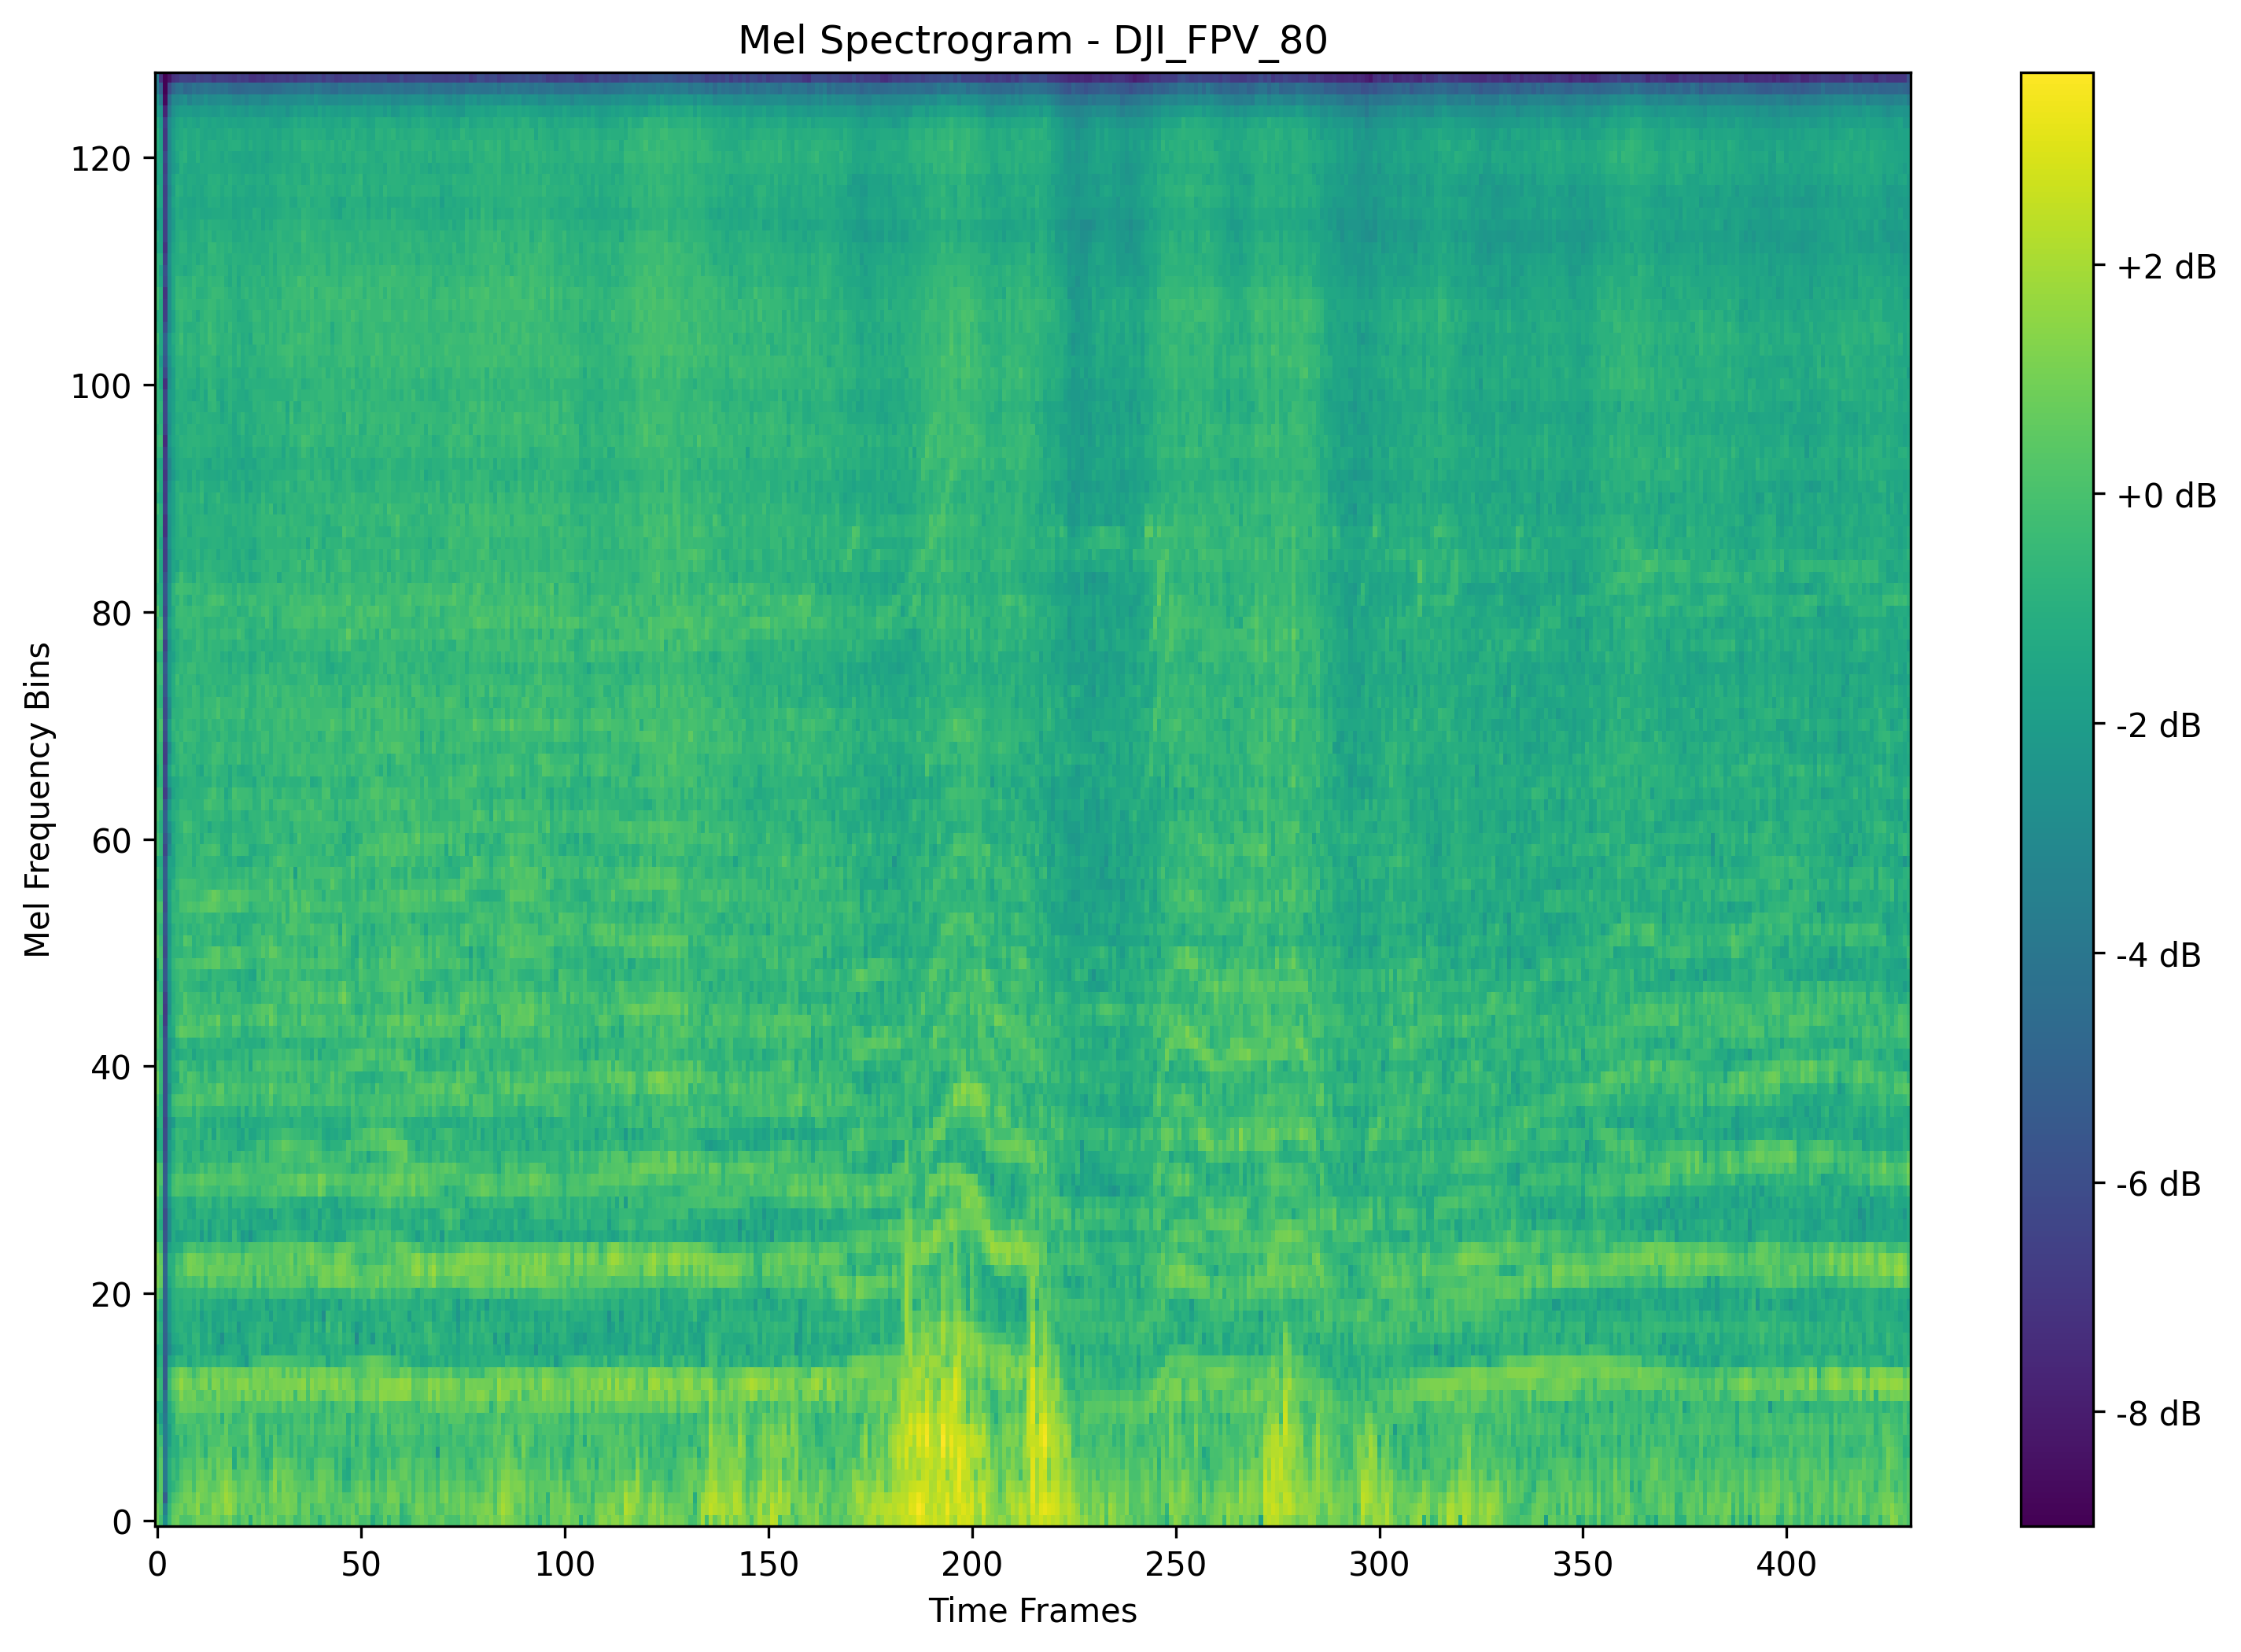 Mel Spectrogram - DJI_FPV_80
Mel Frequency Bins
120
100
80
60
40
20
0
0 50 100 150 200 250 300 350 400
Time Frames
+2 dB
+0 dB
-2 dB
-4 dB
-6 dB
-8 dB